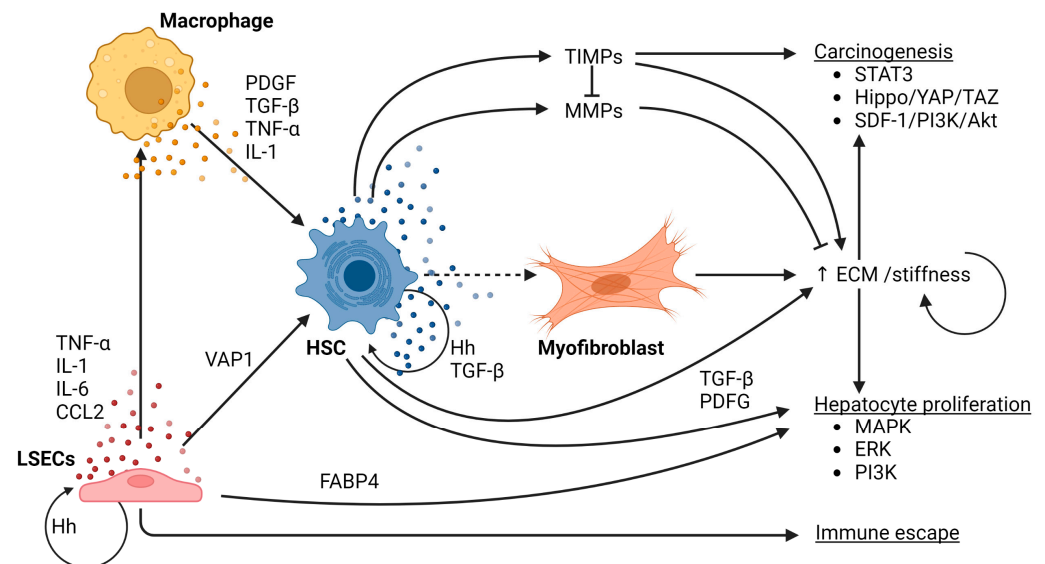 Macrophage
PDGF
TGF-β
TNF-α
IL-1
TIMPs
MMPs
Carcinogenesis
• STAT3
• Hippo/YAP/TAZ
• SDF-1/PI3K/Akt
↑ ECM /stiffness
HSC
Hh
TGF-β
Myofibroblast
TNF-α
IL-1
IL-6
CCL2
VAP1
TGF-β
PDFG
Hepatocyte proliferation
• MAPK
• ERK
• PI3K
LSECs
FABP4
Hh
Immune escape